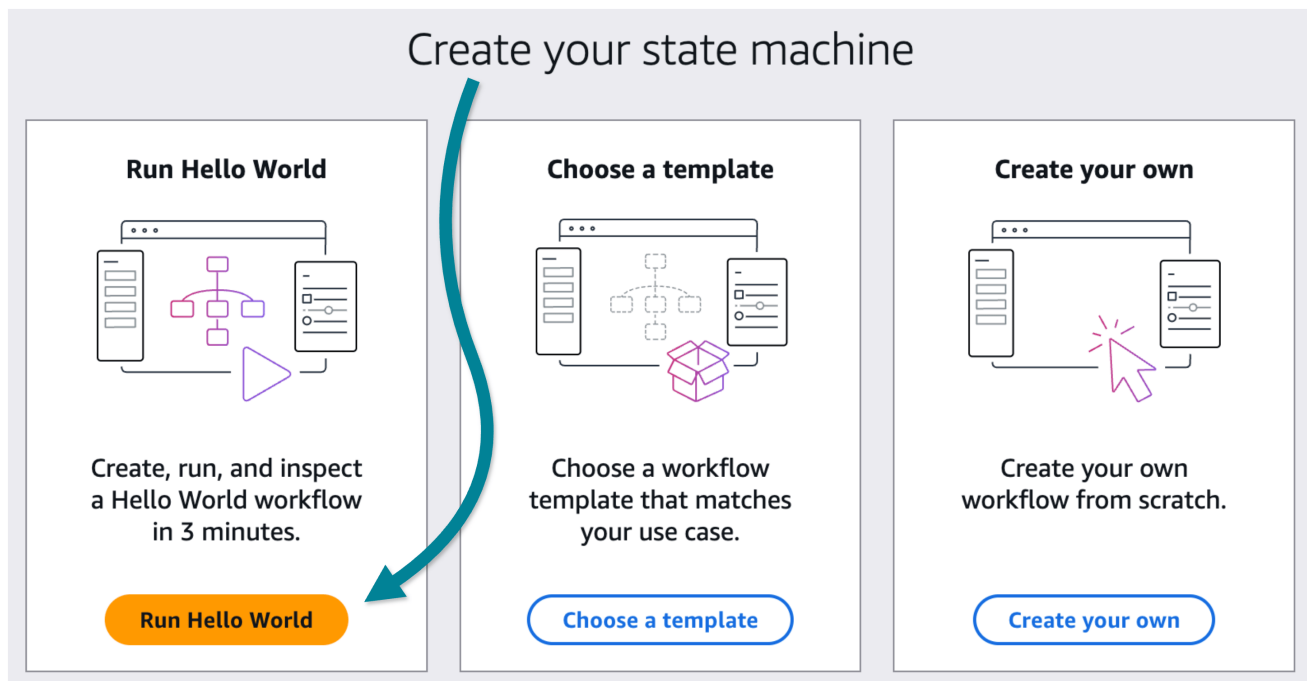 Create your state machine
Run Hello World
Create, run, and inspect
a Hello World workflow
in 3 minutes.
Run Hello World
Choose a template
Choose a workflow
template that matches
your use case.
Choose a template
Create your own
Create your own
workflow from scratch.
Create your own